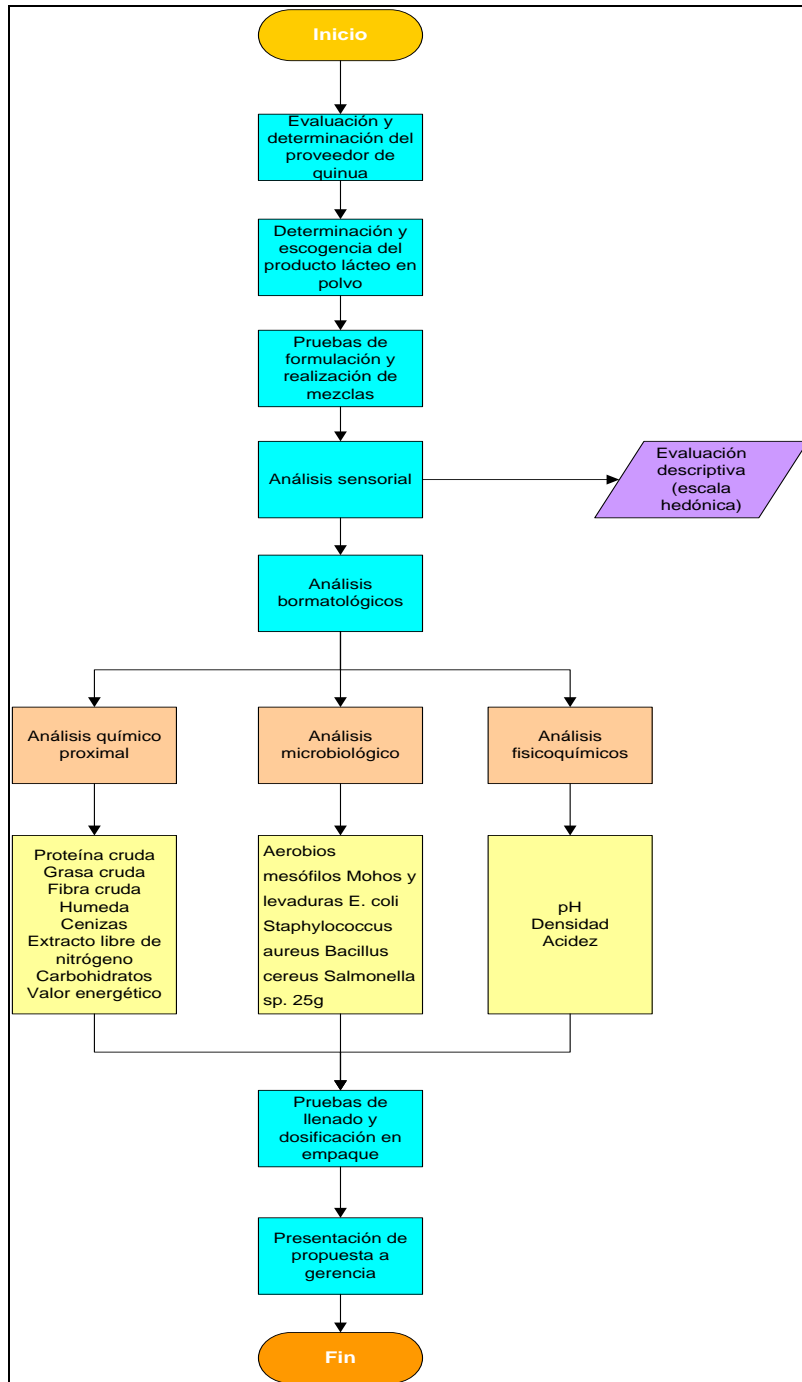 Inicio
Evaluación y
determinación del
proveedor de
quinua
Determinación y
escogencia del
producto lácteo en
polvo
Pruebas de
formulación y
realización de
mezclas
Análisis sensorial
Evaluación
descriptiva
(escala
hedónica)
Análisis
bormatológicos
Análisis químico
proximal
Análisis
microbiológico
Análisis
fisicoquímicos
Proteína cruda
Grasa cruda
Fibra cruda
Humeda
Cenizas
Extracto libre de
nitrógeno
Carbohidratos
Valor energético
Aerobios
mesófilos Mohos y
levaduras E. coli
Staphylococcus
aureus Bacillus
cereus Salmonella
sp. 25g
pH
Densidad
Acidez
Pruebas de
llenado y
dosificación en
empaque
Presentación de
propuesta a
gerencia
Fin